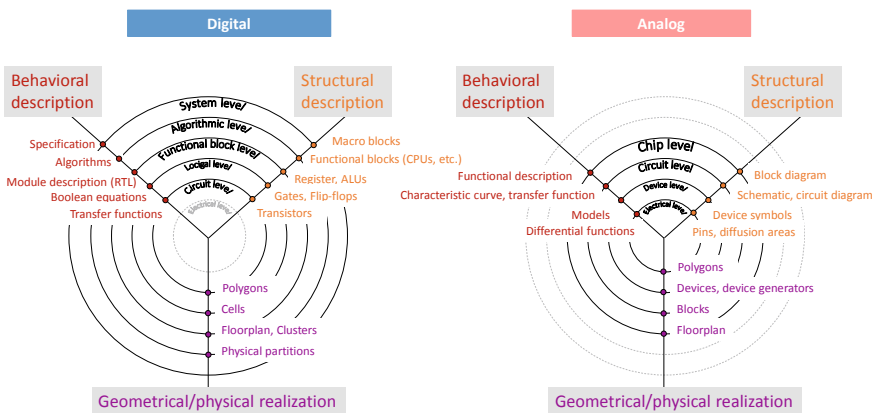 Digital
Behavioral
description
Structural
description
System level
Algorithmic level
Functional block level
Locigal level
Circuit level
Electrical level
Specification
Algorithms
Module description (RTL)
Boolean equations
Transfer functions
Macro blocks
Functional blocks (CPUs, etc.)
Register, ALUs
Gates, Flip-flops
Transistors
Polygons
Cells
Floorplan, Clusters
Physical partitions
Geometrical/physical realization
Analog
Behavioral
description
Structural
description
Chip level
Circuit level
Device level
Electrical level
Functional description
Characteristic curve, transfer function
Models
Differential functions
Block diagram
Schematic, circuit diagram
Device symbols
Pins, diffusion areas
Polygons
Devices, device generators
Blocks
Floorplan
Geometrical/physical realization